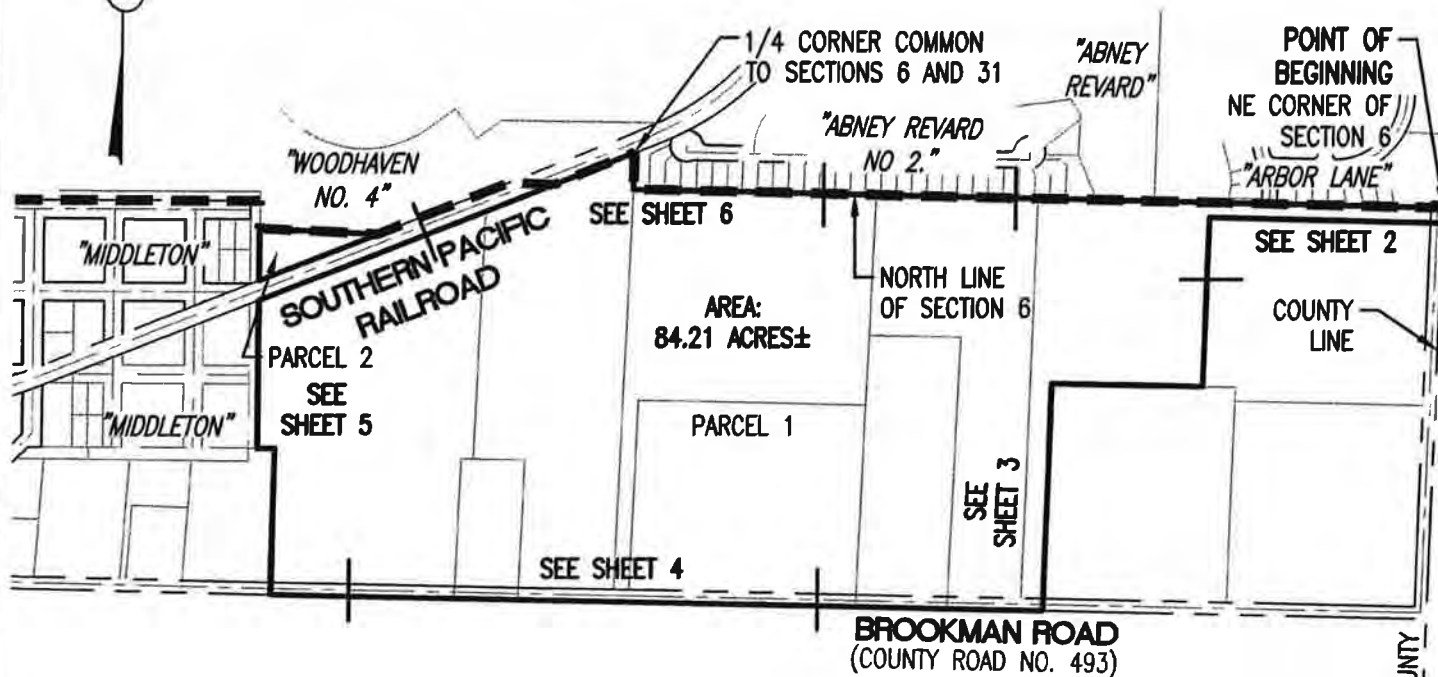 1/4 CORNER COMMON
TO SECTIONS 6 AND 31
"ABNEY
REVARD"
POINT OF
BEGINNING
NE CORNER OF
SECTION 6
"ARBOR LANE"
"ABNEY REVARD
NO 2."
"WOODHAVEN
NO. 4"
"MIDDLETON"
SOUTHERN PACIFIC
RAILROAD
SEE SHEET 6
SEE SHEET 2
NORTH LINE
OF SECTION 6
AREA:
84.21 ACRES±
COUNTY
LINE
PARCEL 2
SEE
SHEET 5
"MIDDLETON"
PARCEL 1
SEE
SHEET 3
SEE SHEET 4
BROOKMAN ROAD
(COUNTY ROAD NO. 493)
UNTY